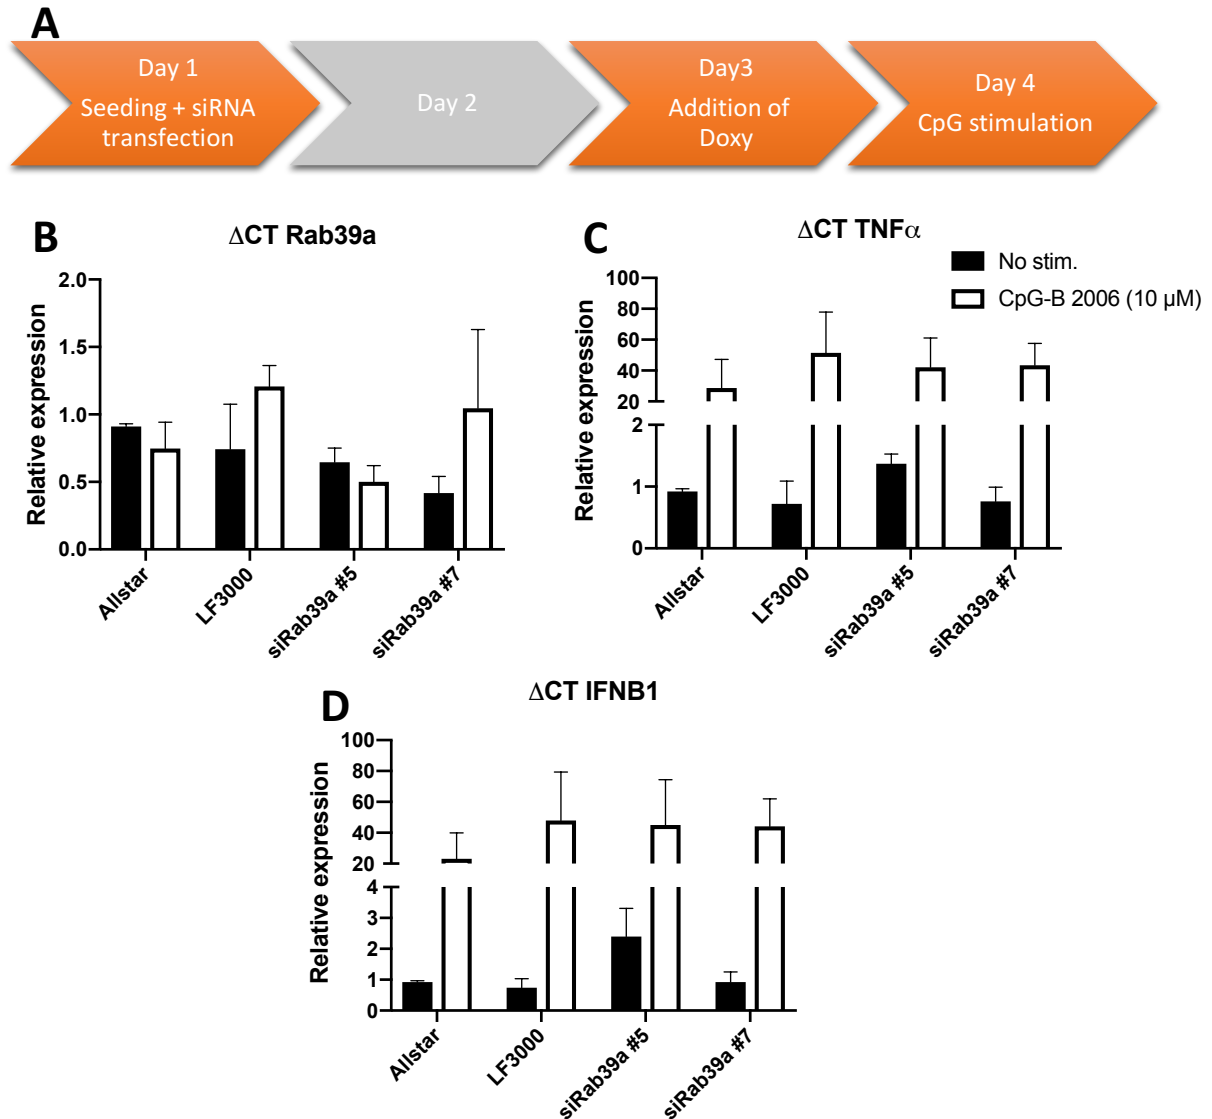 A
Day 1
Seeding + siRNA
transfection
Day 2
Day3
Addition of
Doxy
Day 4
CpG stimulation
B
ΔCT Rab39a
Relative expression
2.0
1.5
1.0
0.5
0.0
Allstar
LF3000
siRab39a #5
siRab39a #7
C
ΔCT TNFα
No stim.
CpG-B 2006 (10 µM)
Relative expression
100
80
60
40
20
2
1
0
Allstar
LF3000
siRab39a #5
siRab39a #7
D
ΔCT IFNB1
Relative expression
100
80
60
40
20
4
3
2
1
0
Allstar
LF3000
siRab39a #5
siRab39a #7